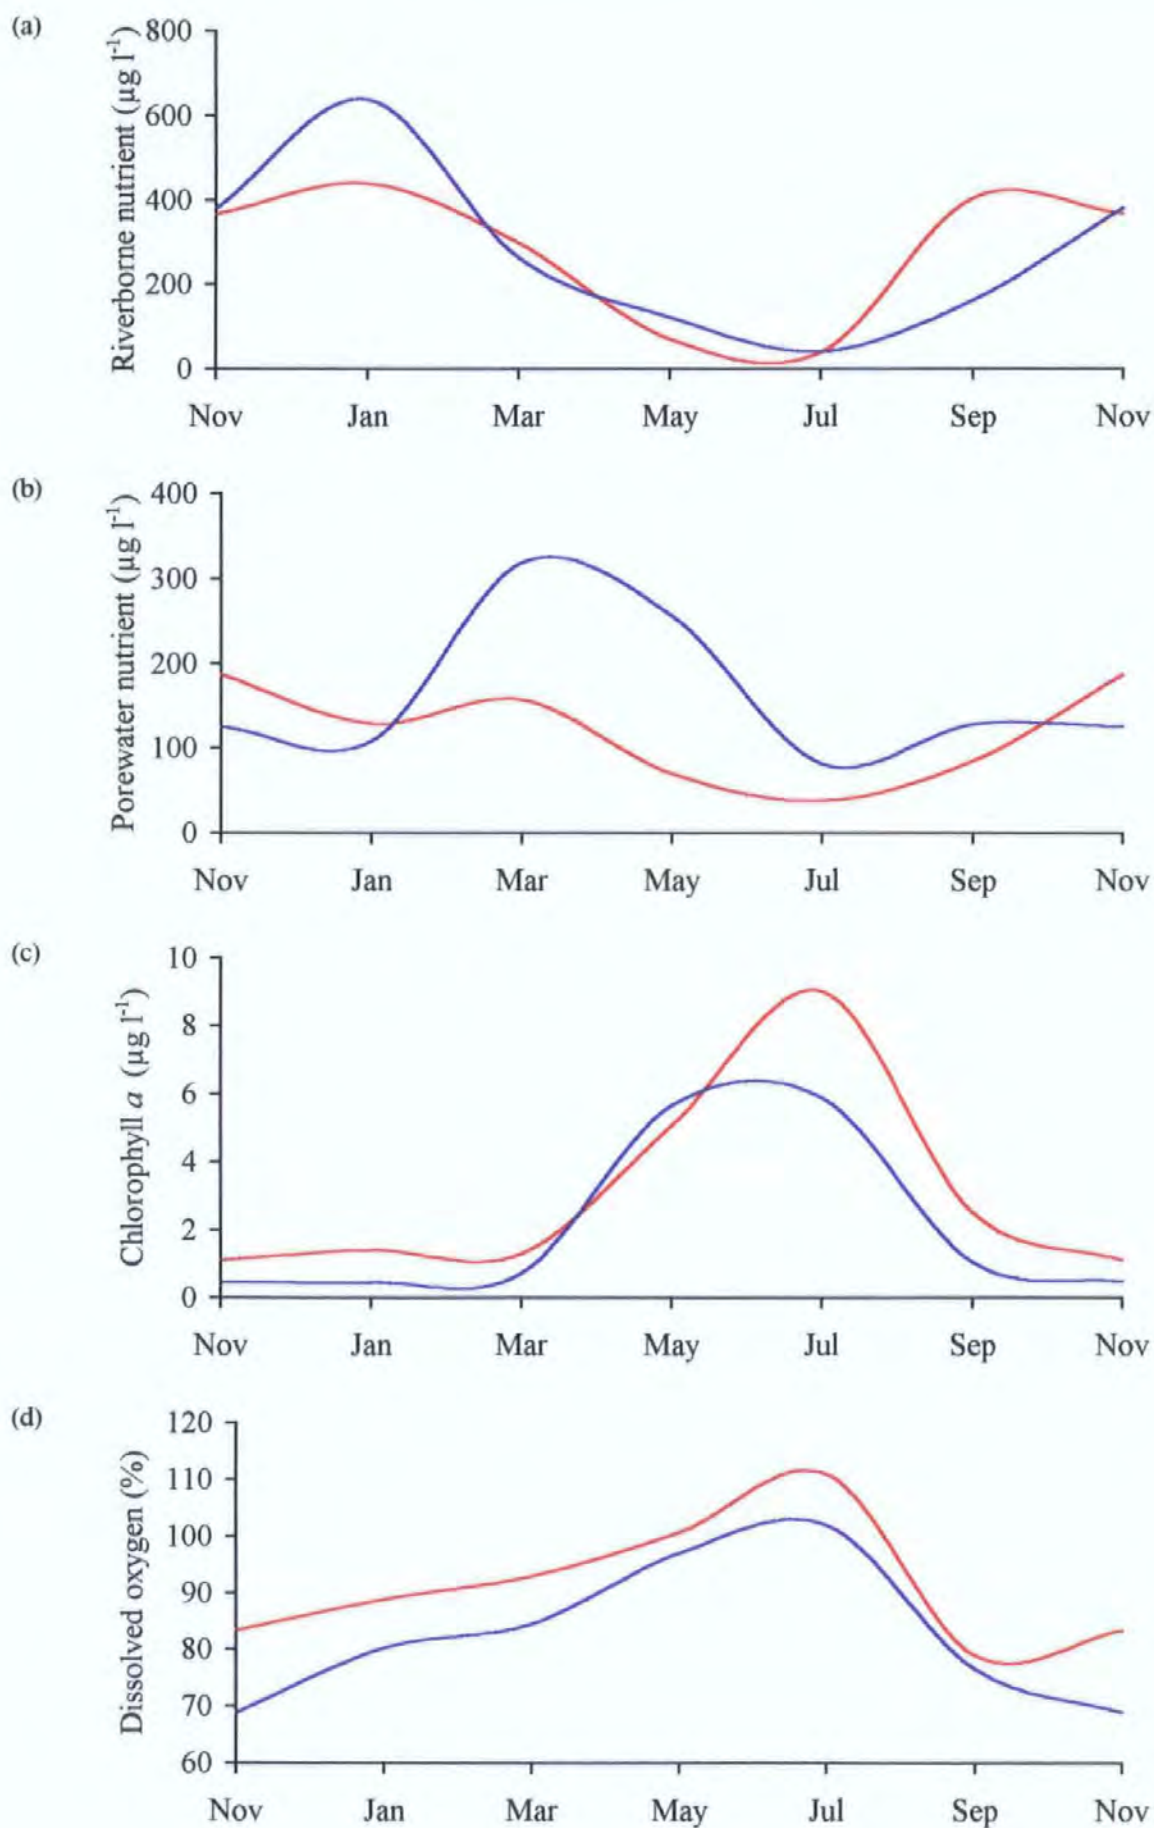 (a)
Riverborne nutrient (µg l⁻¹)
800
600
400
200
0
Nov Jan Mar May Jul Sep Nov
(b)
Porewater nutrient (µg l⁻¹)
400
300
200
100
0
Nov Jan Mar May Jul Sep Nov
(c)
Chlorophyll a (µg l⁻¹)
10
8
6
4
2
0
Nov Jan Mar May Jul Sep Nov
(d)
Dissolved oxygen (%)
120
110
100
90
80
70
60
Nov Jan Mar May Jul Sep Nov